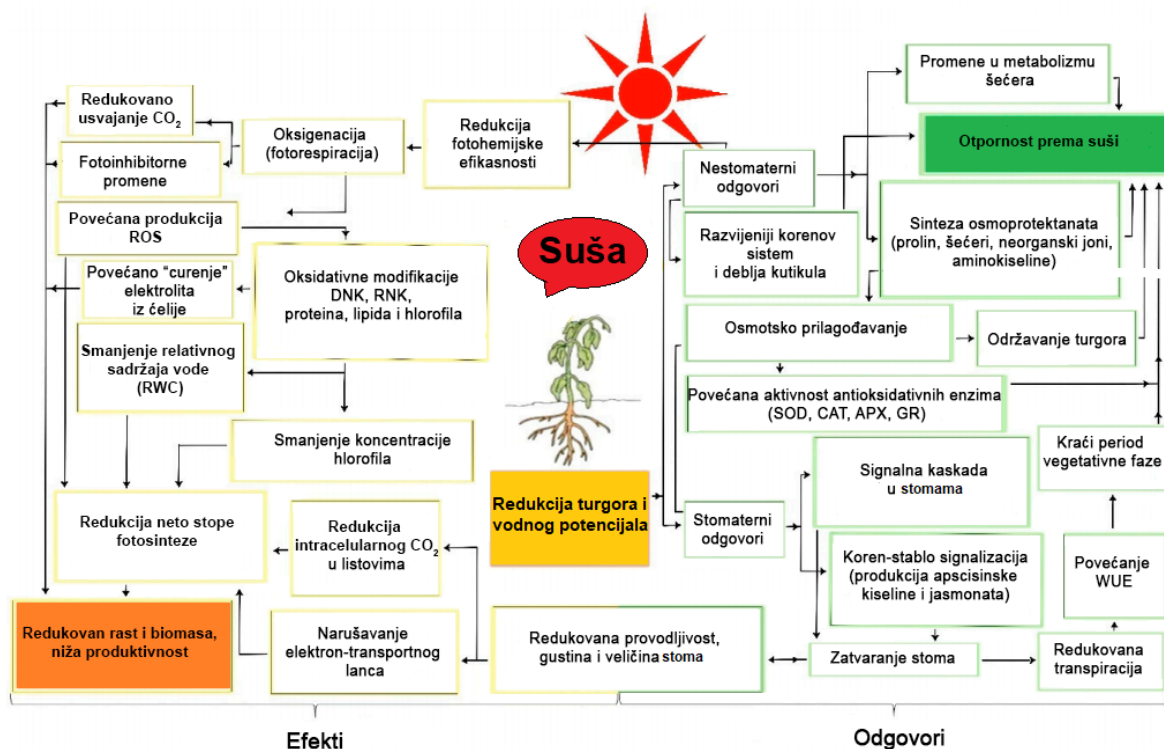 Redukovano
usvajanje CO₂
Fotoinhibitorne
promene
Oksigenacija
(fotorespiracija)
Redukcija
fotohemijske
efikasnosti
Povećana produkcija
ROS
Povećano “curenje”
elektrolita
iz ćelije
Oksidativne modifikacije
DNK, RNK,
proteina, lipida i hlorofila
Smanjenje relativnog
sadržaja vode
(RWC)
Smanjenje koncentracije
hlorofila
Redukcija neto stope
fotosinteze
Redukcija
intracelularnog CO₂
u listovima
Redukovan rast i biomasa,
niža produktivnost
Narušavanje
elektron-transportnog
lanca
Suša
Redukcija turgora i
vodnog potencijala
Promene u metabolizmu
šećera
Otpornost prema suši
Nestomaterni
odgovori
Razvijeniji korenov
sistem
i deblja kutikula
Sinteza osmoprotektanata
(prolin, šećeri, neorganski joni,
aminokiseline)
Osmotsko prilagođavanje
Održavanje turgora
Povećana aktivnost antioksidativnih enzima
(SOD, CAT, APX, GR)
Kraći period
vegetativne faze
Signalna kaskada
u stomama
Stomaterni
odgovori
Koren-stablo signalizacija
(produkcija apscisinske
kiseline i jasmonata)
Povećanje
WUE
Redukovana provodljivost,
gustina i veličina stoma
Zatvaranje stoma
Redukovana
transpiracija
Efekti
Odgovori